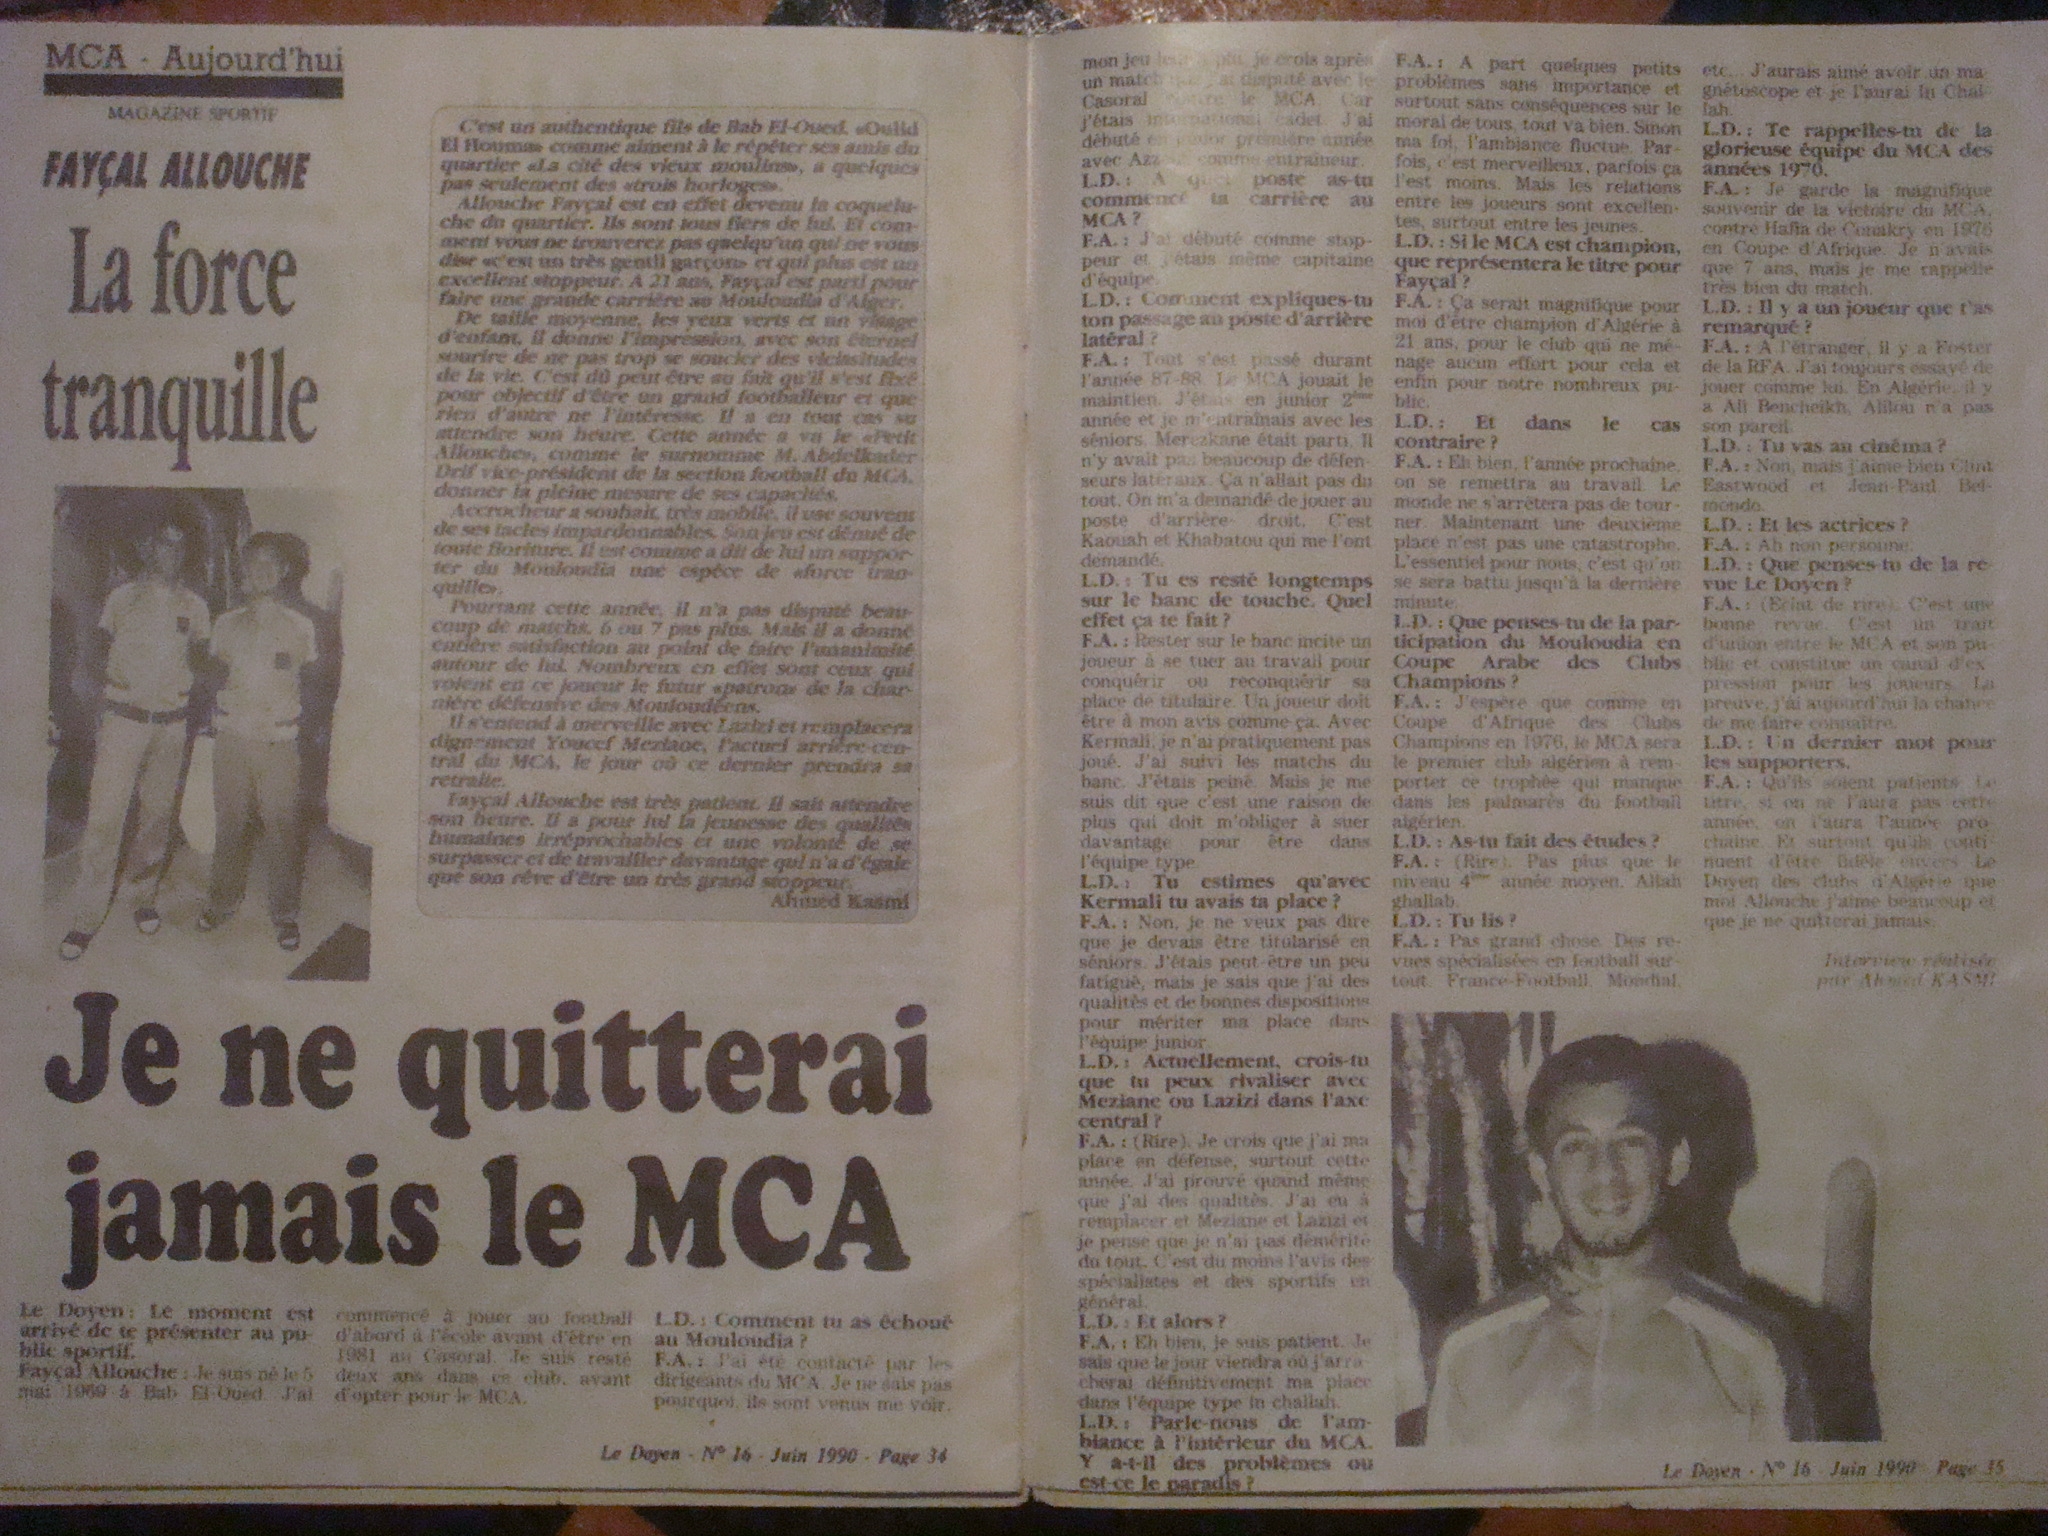 MCA - Aujourd'hui
MAGAZINE SPORTIF
FAYÇAL ALLOUCHE
La force
tranquille
C'est un authentique fils de Bab El-Oued. «Oulid
El Houma» comme aiment à le répéter ses amis du
quartier «La cité des vieux moulins», a quelques
pas seulement des «trois horloges».
Allouche Fayçal est en effet devenu la coquelu-
che du quartier. Ils sont tous fiers de lui. Et com-
ment vous ne trouverez pas quelqu'un qui ne vous
dise «c'est un très gentil garçon» et qui plus est un
excellent stoppeur. A 21 ans, Fayçal est parti pour
faire une grande carrière au Mouloudia d'Alger.
De taille moyenne, les yeux verts et un visage
d'enfant, il donne l'impression, avec son éternel
sourire de ne pas trop se soucier des vicissitudes
de la vie. C'est dû peut-être au fait qu'il s'est fixé
pour objectif d'être un grand footballeur et que
rien d'autre ne l'intéresse. Il a en tout cas su
attendre son heure. Cette année a vu le «Petit
Allouche», comme le surnomme M. Abdelkader
Drif vice-président de la section football du MCA,
donner la pleine mesure de ses capacités.
Accrocheur a souhait, très mobile, il use souvent
de ses tacles impardonnables. Son jeu est dénué de
toute fioriture. Il est comme a dit de lui un suppor-
ter du Mouloudia une espèce de «force tran-
quille».
Pourtant cette année, il n'a pas disputé beau-
coup de matchs, 6 ou 7 pas plus. Mais il a donné
entière satisfaction au point de faire l'unanimité
autour de lui. Nombreux en effet sont ceux qui
voient en ce joueur le futur «patron» de la char-
nière défensive des Mouloudéens.
Il s'entend à merveille avec Lazizi et remplacera
dignement Youcef Meziane, l'actuel arrière-cen-
tral du MCA, le jour où ce dernier prendra sa
retraite.
Fayçal Allouche est très patient. Il sait attendre
son heure. Il a pour lui la jeunesse des qualités
humaines irréprochables et une volonté de se
surpasser et de travailler davantage qui n'a d'égale
que son rêve d'être un très grand stoppeur.
Ahmed Kasmi
Je ne quitterai
jamais le MCA
Le Doyen : Le moment est
arrivé de te présenter au pu-
blic sportif.
Fayçal Allouche : Je suis né le 5
mai 1969 à Bab El-Oued. J'ai
commencé à jouer au football
d'abord à l'école avant d'être en
1981 au Casoral. Je suis resté
deux ans dans ce club, avant
d'opter pour le MCA.
L.D. : Comment tu as échoué
au Mouloudia ?
F.A. : J'ai été contacté par les
dirigeants du MCA. Je ne sais pas
pourquoi, ils sont venus me voir,
Le Doyen - N° 16 - Juin 1990 - Page 34
mon jeu leur a plu, je crois après
un match que j'ai disputé avec le
Casoral contre le MCA. Car
j'étais international cadet. J'ai
débuté en junior première année
avec comme entraîneur.
L.D. : A quel poste as-tu
commencé ta carrière au
MCA ?
F.A. : J'ai débuté comme stop-
peur et j'étais même capitaine
d'équipe.
L.D. : Comment expliques-tu
ton passage au poste d'arrière
latéral ?
F.A. : Tout s'est passé durant
l'année 87-88. Le MCA jouait le
maintien. J'étais en junior 2ème
année et je m'entraînais avec les
séniors. Merezkane était parti. Il
n'y avait pas beaucoup de défen-
seurs latéraux. Ça n'allait pas du
tout. On m'a demandé de jouer au
poste d'arrière- droit. C'est
Kaouah et Khabatou qui me l'ont
demandé.
L.D. : Tu es resté longtemps
sur le banc de touche. Quel
effet ça te fait ?
F.A. : Rester sur le banc incite un
joueur à se tuer au travail pour
conquérir ou reconquérir sa
place de titulaire. Un joueur doit
être à mon avis comme ça. Avec
Kermali, je n'ai pratiquement pas
joué. J'ai suivi les matchs du
banc. J'étais peiné. Mais je me
suis dit que c'est une raison de
plus qui doit m'obliger à suer
davantage pour être dans
l'équipe type.
L.D. : Tu estimes qu'avec
Kermali tu avais ta place ?
F.A. : Non, je ne veux pas dire
que je devais être titularisé en
séniors. J'étais peut-être un peu
fatigué, mais je sais que j'ai des
qualités et de bonnes dispositions
pour mériter ma place dans
l'équipe junior.
L.D. : Actuellement, crois-tu
que tu peux rivaliser avec
Meziane ou Lazizi dans l'axe
central ?
F.A. : (Rire). Je crois que j'ai ma
place en défense, surtout cette
année. J'ai prouvé quand même
que j'ai des qualités. J'ai eu à
remplacer et Meziane et Lazizi et
je pense que je n'ai pas démérité
du tout. C'est du moins l'avis des
spécialistes et des sportifs en
général.
L.D. : Et alors ?
F.A. : Eh bien, je suis patient. Je
sais que le jour viendra où j'arra-
cherai définitivement ma place
dans l'équipe type in challah.
L.D. : Parle-nous de l'am-
biance à l'intérieur du MCA.
Y a-t-il des problèmes ou
est-ce le paradis ?
F.A. : A part quelques petits
problèmes sans importance et
surtout sans conséquences sur le
moral de tous, tout va bien. Sinon
ma foi, l'ambiance fluctue. Par-
fois, c'est merveilleux, parfois ça
l'est moins. Mais les relations
entre les joueurs sont excellen-
tes, surtout entre les jeunes.
L.D. : Si le MCA est champion,
que représentera le titre pour
Fayçal ?
F.A. : Ça serait magnifique pour
moi d'être champion d'Algérie à
21 ans, pour le club qui ne mé-
nage aucun effort pour cela et
enfin pour notre nombreux pu-
blic.
L.D. : Et dans le cas
contraire ?
F.A. : Eh bien, l'année prochaine,
on se remettra au travail. Le
monde ne s'arrêtera pas de tour-
ner. Maintenant une deuxième
place n'est pas une catastrophe.
L'essentiel pour nous, c'est qu'on
se sera battu jusqu'à la dernière
minute.
L.D. : Que penses-tu de la par-
ticipation du Mouloudia en
Coupe Arabe des Clubs
Champions ?
F.A. : J'espère que comme en
Coupe d'Afrique des Clubs
Champions en 1976, le MCA sera
le premier club algérien à rem-
porter ce trophée qui manque
dans les palmarès du football
algérien.
L.D. : As-tu fait des études ?
F.A. : (Rire). Pas plus que le
niveau 4ème année moyen. Allah
ghallab.
L.D. : Tu lis ?
F.A. : Pas grand chose. Des re-
vues spécialisées en football sur-
tout. France-Football, Mondial,
etc... J'aurais aimé avoir un ma-
gnétoscope et je l'aurai In Chal-
lah.
L.D. : Te rappelles-tu de la
glorieuse équipe du MCA des
années 1970.
F.A. : Je garde la magnifique
souvenir de la victoire du MCA,
contre Hafia de Conakry en 1976
en Coupe d'Afrique. Je n'avais
que 7 ans, mais je me rappelle
très bien du match.
L.D. : Il y a un joueur que t'as
remarqué ?
F.A. : A l'étranger, il y a Foster
de la RFA. J'ai toujours essayé de
jouer comme lui. En Algérie, il y
a Ali Bencheikh, Alilou n'a pas
son pareil.
L.D. : Tu vas au cinéma ?
F.A. : Non, mais j'aime bien Clint
Eastwood et Jean-Paul Bel-
mondo.
L.D. : Et les actrices ?
F.A. : Ah non personne.
L.D. : Que penses-tu de la re-
vue Le Doyen ?
F.A. : (Eclat de rire). C'est une
bonne revue. C'est un trait
d'union entre le MCA et son pu-
blic et constitue un canal d'ex-
pression pour les joueurs. La
preuve, j'ai aujourd'hui la chance
de me faire connaître.
L.D. : Un dernier mot pour
les supporters.
F.A. : Qu'ils soient patients. Le
titre, si on ne l'aura pas cette
année, on l'aura l'année pro-
chaine. Et surtout qu'ils conti-
nuent d'être fidèle envers Le
Doyen des clubs d'Algérie que
moi Allouche j'aime beaucoup et
que je ne quitterai jamais.
Interview réalisée
par Ahmed KASMI
Le Doyen - N° 16 - Juin 1990 - Page 35